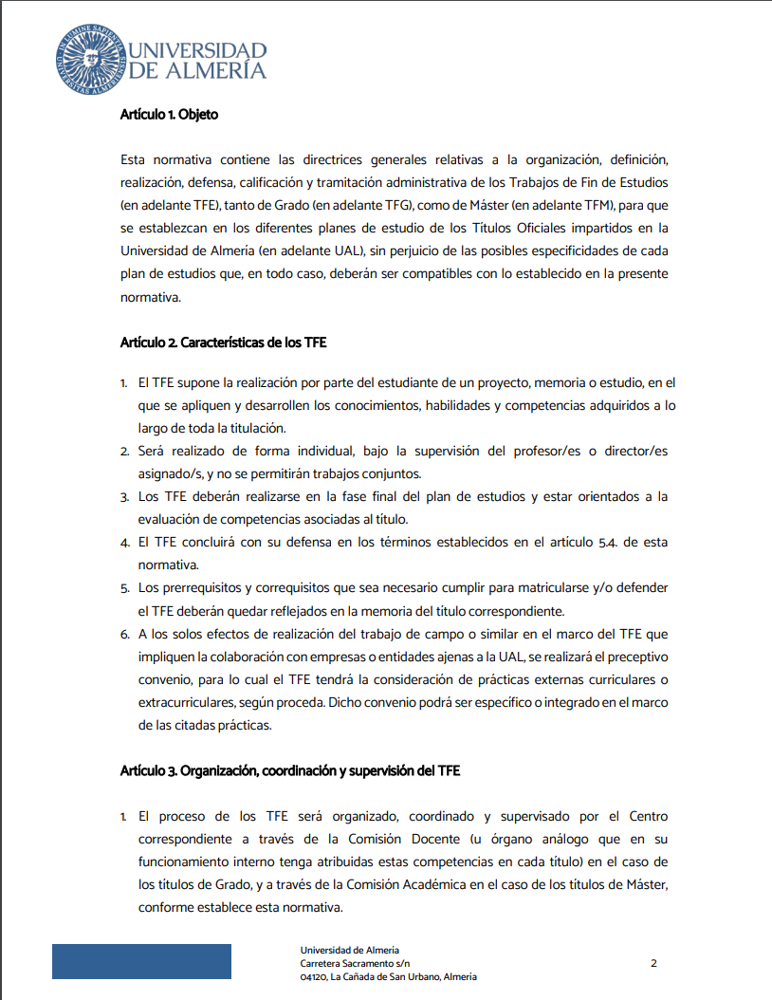 IN LUMINE SAPIENTIA
UNIVERSITAS ALMERIENSIS
UNIVERSIDAD
DE ALMERÍA
Artículo 1. Objeto
Esta normativa contiene las directrices generales relativas a la organización, definición,
realización, defensa, calificación y tramitación administrativa de los Trabajos de Fin de Estudios
(en adelante TFE), tanto de Grado (en adelante TFG), como de Máster (en adelante TFM), para que
se establezcan en los diferentes planes de estudio de los Títulos Oficiales impartidos en la
Universidad de Almería (en adelante UAL), sin perjuicio de las posibles especificidades de cada
plan de estudios que, en todo caso, deberán ser compatibles con lo establecido en la presente
normativa.
Artículo 2. Características de los TFE
1. El TFE supone la realización por parte del estudiante de un proyecto, memoria o estudio, en el
que se apliquen y desarrollen los conocimientos, habilidades y competencias adquiridos a lo
largo de toda la titulación.
2. Será realizado de forma individual, bajo la supervisión del profesor/es o director/es
asignado/s, y no se permitirán trabajos conjuntos.
3. Los TFE deberán realizarse en la fase final del plan de estudios y estar orientados a la
evaluación de competencias asociadas al título.
4. El TFE concluirá con su defensa en los términos establecidos en el artículo 5.4. de esta
normativa.
5. Los prerrequisitos y correquisitos que sea necesario cumplir para matricularse y/o defender
el TFE deberán quedar reflejados en la memoria del título correspondiente.
6. A los solos efectos de realización del trabajo de campo o similar en el marco del TFE que
impliquen la colaboración con empresas o entidades ajenas a la UAL, se realizará el preceptivo
convenio, para lo cual el TFE tendrá la consideración de prácticas externas curriculares o
extracurriculares, según proceda. Dicho convenio podrá ser específico o integrado en el marco
de las citadas prácticas.
Artículo 3. Organización, coordinación y supervisión del TFE
1. El proceso de los TFE será organizado, coordinado y supervisado por el Centro
correspondiente a través de la Comisión Docente (u órgano análogo que en su
funcionamiento interno tenga atribuidas estas competencias en cada título) en el caso de
los títulos de Grado, y a través de la Comisión Académica en el caso de los títulos de Máster,
conforme establece esta normativa.
Universidad de Almería
Carretera Sacramento s/n
04120, La Cañada de San Urbano, Almería
2